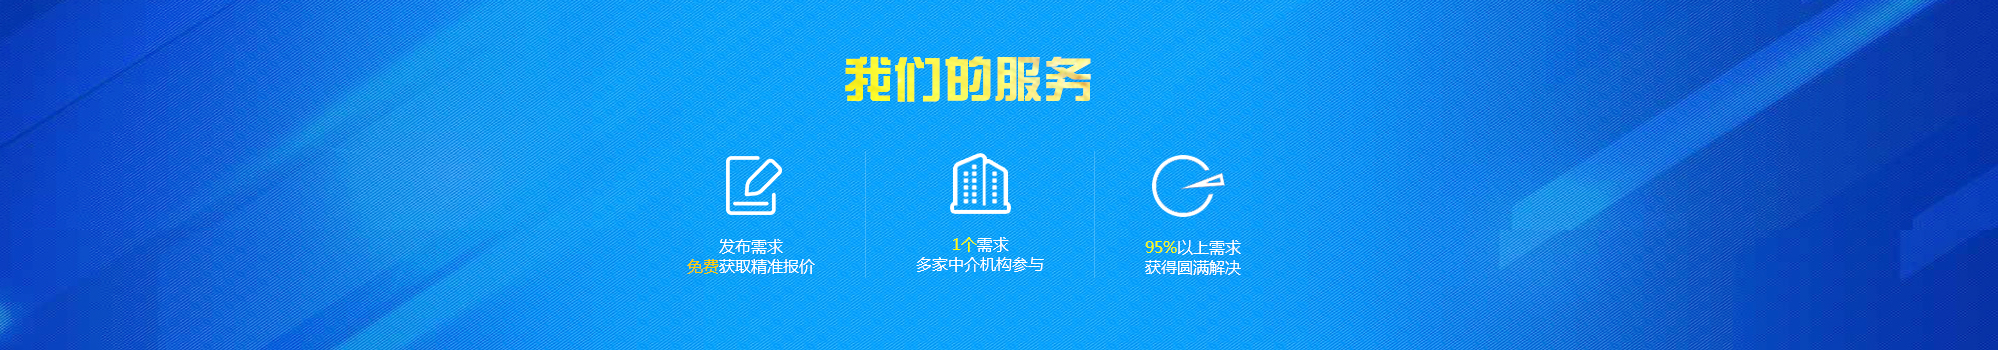 我们的服务
发布需求
免费获取精准报价
1个需求
多家中介机构参与
95%以上需求
获得圆满解决